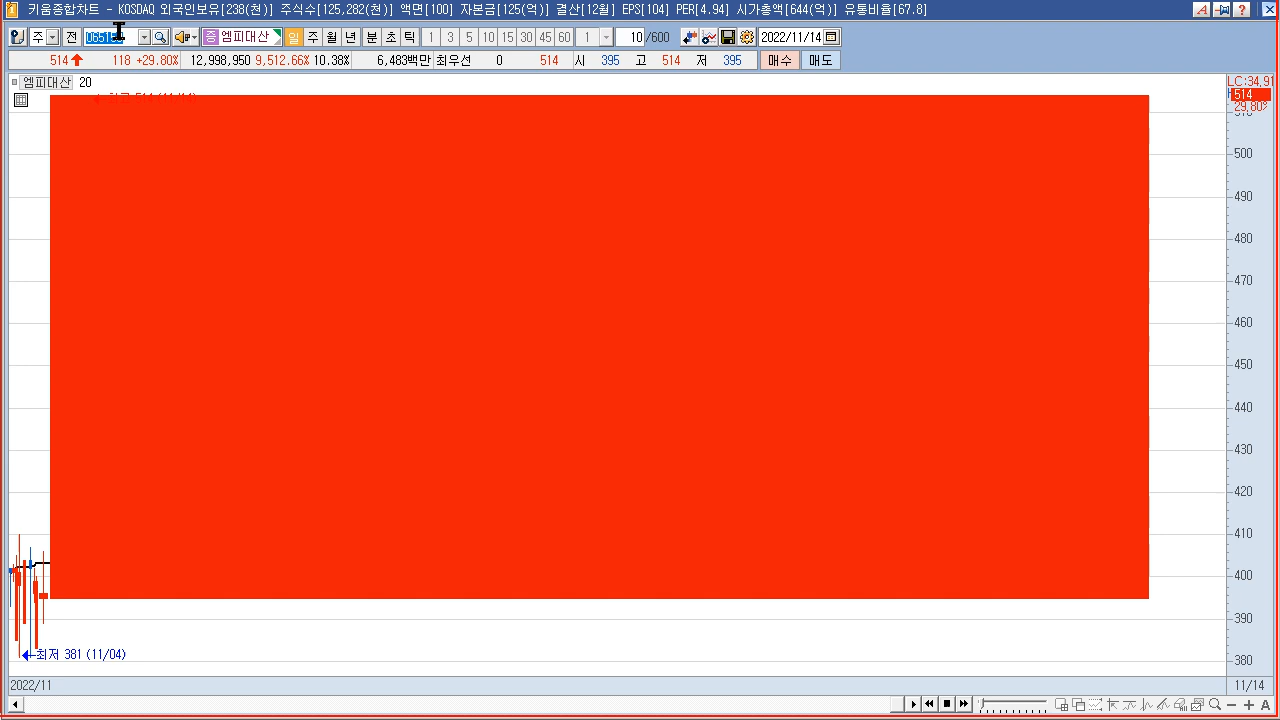 키움종합차트 - KOSDAQ 외국인보유[238(천)] 주식수[125,282(천)] 액면[100] 자본금[125(억)] 결산[12월] EPS[104] PER[4.94] 시가총액[644(억)] 유통비율[67.8]
주 전 증 엠피대산 일 주 월 년 분 초 틱 1 3 5 10 15 30 45 60 1 10 /600 2022/11/14
514 118 +29.80% 12,998,950 9,512.66% 10.38% 6,483백만 최우선 0 514 시 395 고 514 저 395 매수 매도
엠피대산 20
LC:34.91
514
29.80%
500
490
480
470
460
450
440
430
420
410
400
390
최저 381 (11/04)
380
2022/11 11/14